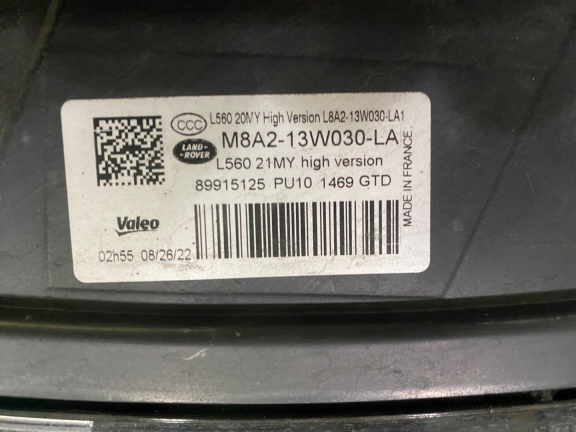 L560 20MY High Version L8A2-13W030-LA1
CCC
LAND-
ROVER
M8A2-13W030-LA
L560 21MY high version
89915125 PU10 1469 GTD
MADE IN FRANCE.
Valeo
02h55 08/26/22